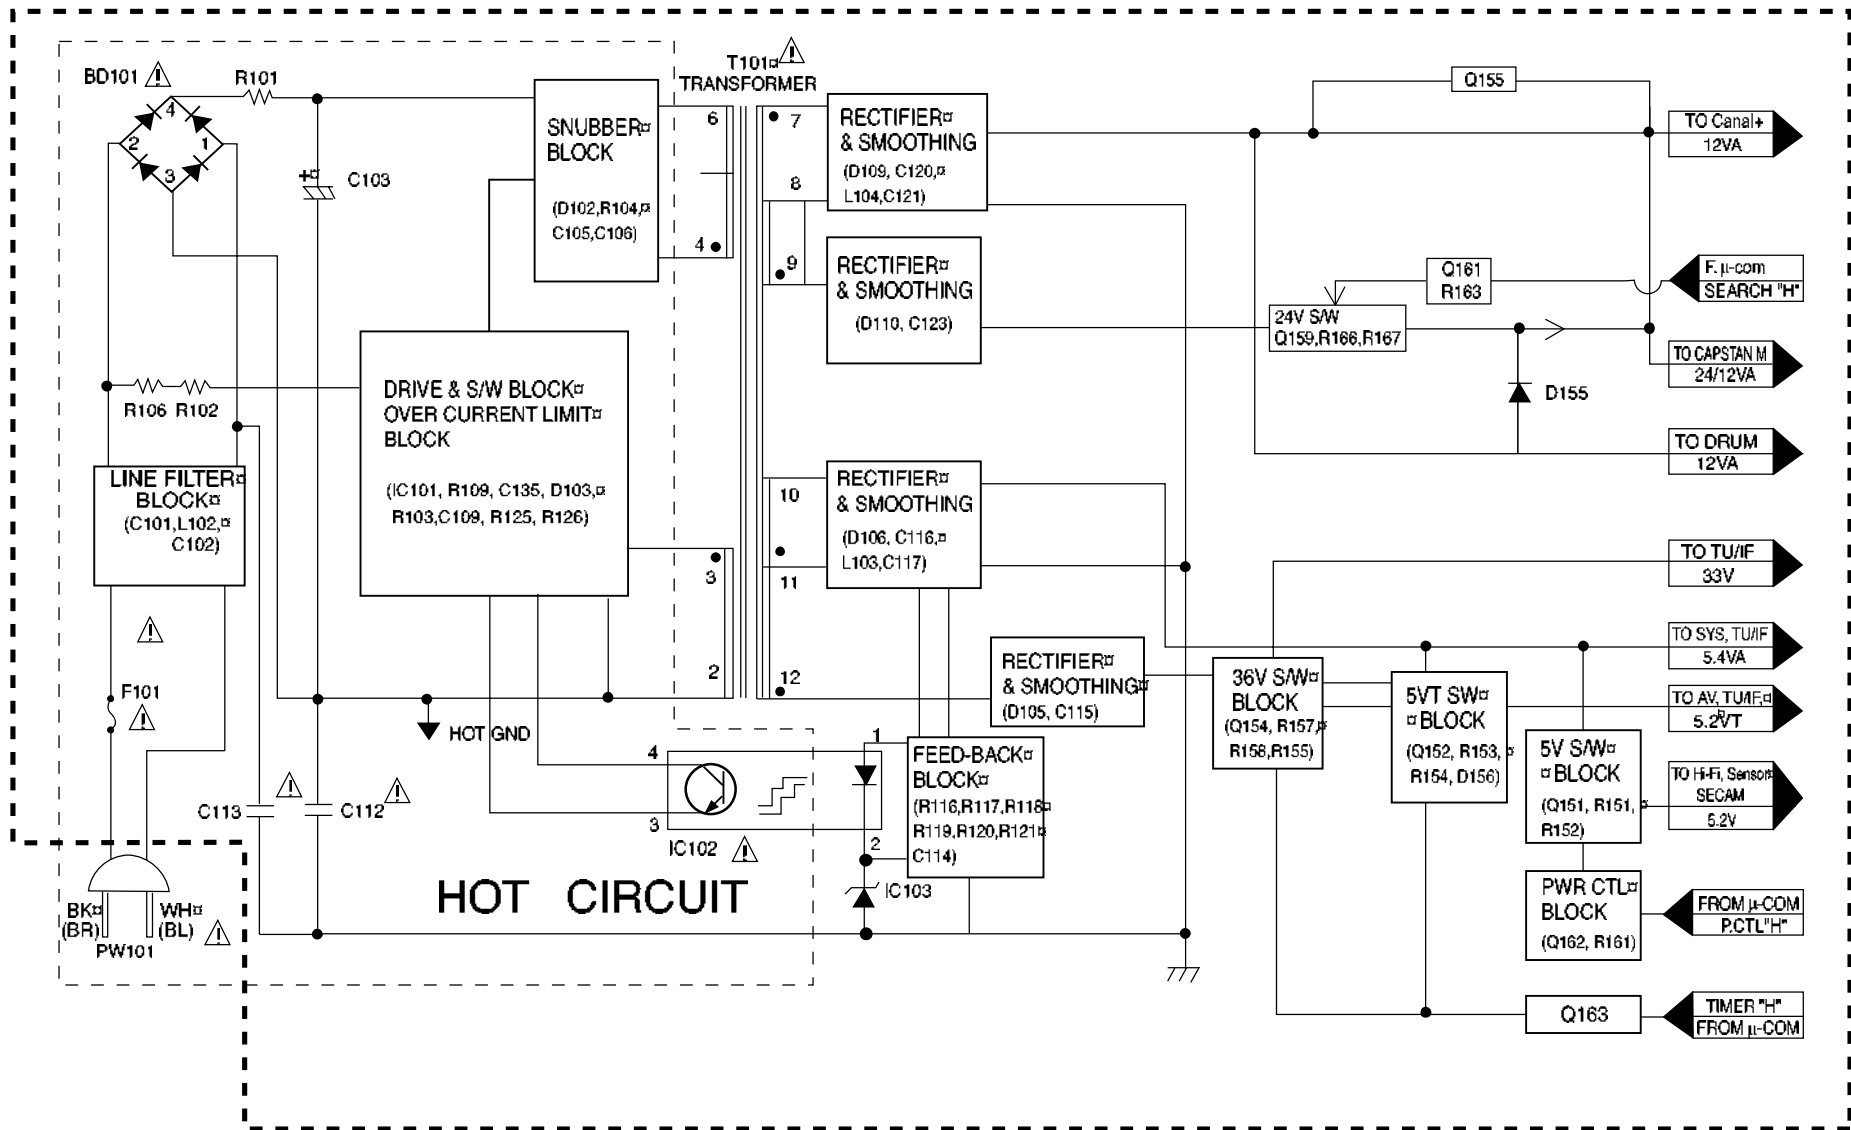 BD101
R101
4
2
1
3
+¤
C103
SNUBBER¤
BLOCK
(D102,R104,¤
C105,C106)
T101¤
TRANSFORMER
6
4
7
8
9
RECTIFIER¤
& SMOOTHING
(D109, C120,¤
L104,C121)
RECTIFIER¤
& SMOOTHING
(D110, C123)
Q155
TO Canal+
12VA
Q161
R163
F. μ-com
SEARCH "H"
24V S/W
Q159,R166,R167
TO CAPSTAN M
24/12VA
D155
TO DRUM
12VA
R106 R102
DRIVE & S/W BLOCK¤
OVER CURRENT LIMIT¤
BLOCK
(IC101, R109, C135, D103,¤
R103,C109, R125, R126)
LINE FILTER¤
BLOCK¤
(C101,L102,¤
C102)
3
2
10
11
12
RECTIFIER¤
& SMOOTHING
(D106, C116,¤
L103,C117)
RECTIFIER¤
& SMOOTHING¤
(D105, C115)
TO TU/IF
33V
TO SYS, TU/IF
5.4VA
36V S/W¤
BLOCK
(Q154, R157,¤
R158,R155)
5VT SW¤
¤ BLOCK
(Q152, R153, ¤
R154, D156)
TO AV, TU/IF,¤
5.2VT
5V S/W¤
¤ BLOCK
(Q151, R151, ¤
R152)
TO Hi-Fi, Sensor¤
SECAM
5.2V
F101
HOT GND
C113
C112
4
3
IC102
1
2
FEED-BACK¤
BLOCK¤
(R116,R117,R118¤
R119,R120,R121¤
C114)
IC103
HOT CIRCUIT
BK¤
(BR)
WH¤
(BL)
PW101
PWR CTL¤
BLOCK
(Q162, R161)
FROM μ-COM
P.CTL"H"
Q163
TIMER "H"
FROM μ-COM